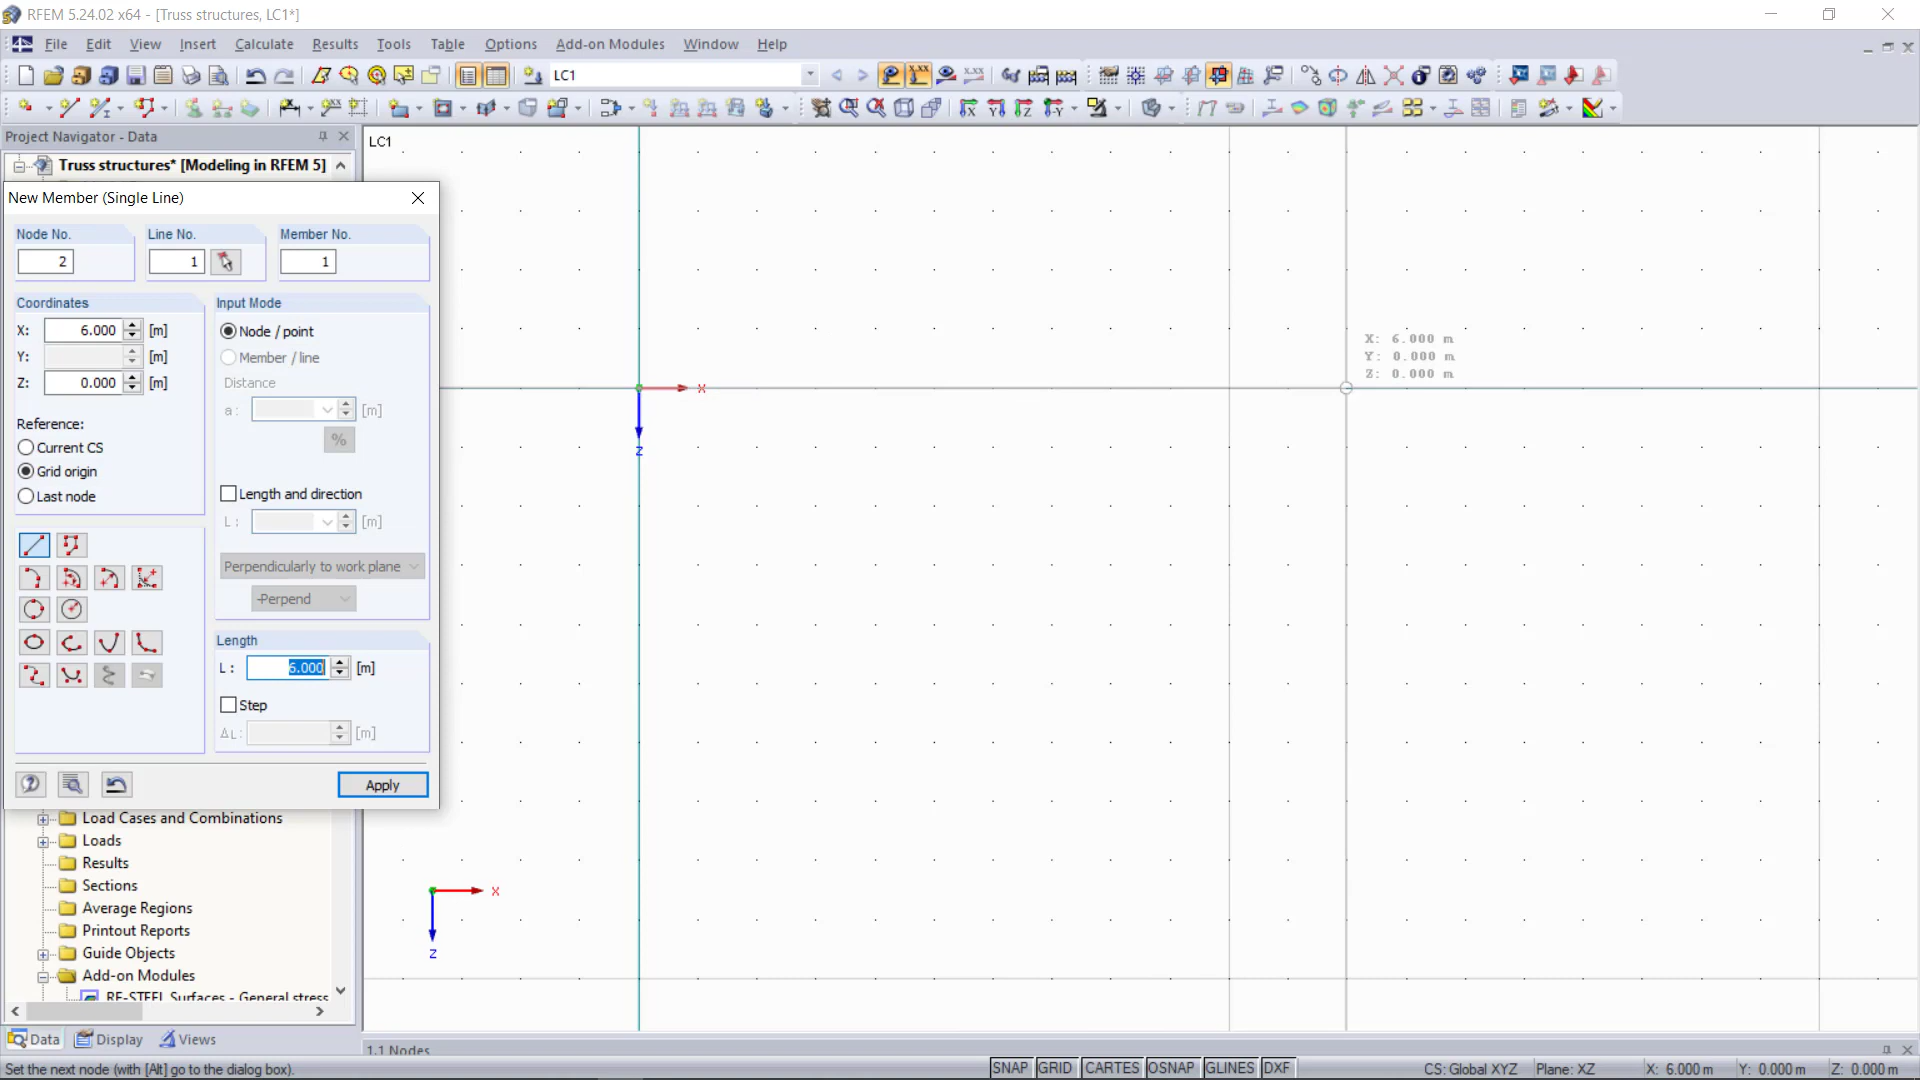 RFEM 5.24.02 x64 - [Truss structures, LC1*]
File Edit View Insert Calculate Results Tools Table Options Add-on Modules Window Help
LC1
Project Navigator - Data
Truss structures* [Modeling in RFEM 5]
LC1
New Member (Single Line)
Node No. Line No. Member No.
2 1 1
Coordinates Input Mode
X: 6.000 [m] Node / point
Y: [m] Member / line
Z: 0.000 [m] Distance
a: [m]
%
Reference:
Current CS
Grid origin
Last node
Length and direction
L: [m]
Perpendicularly to work plane
-Perpend
Length
L: 6.000 [m]
Step
ΔL: [m]
Apply
X: 6.000 m
Y: 0.000 m
Z: 0.000 m
X
Z
X
Z
Load Cases and Combinations
Loads
Results
Sections
Average Regions
Printout Reports
Guide Objects
Add-on Modules
RF-STEEL Surfaces - General stress
Data Display Views
1.1 Nodes
Set the next node (with [Alt] go to the dialog box).
SNAP GRID CARTES OSNAP GLINES DXF CS: Global XYZ Plane: XZ X: 6.000 m Y: 0.000 m Z: 0.000 m